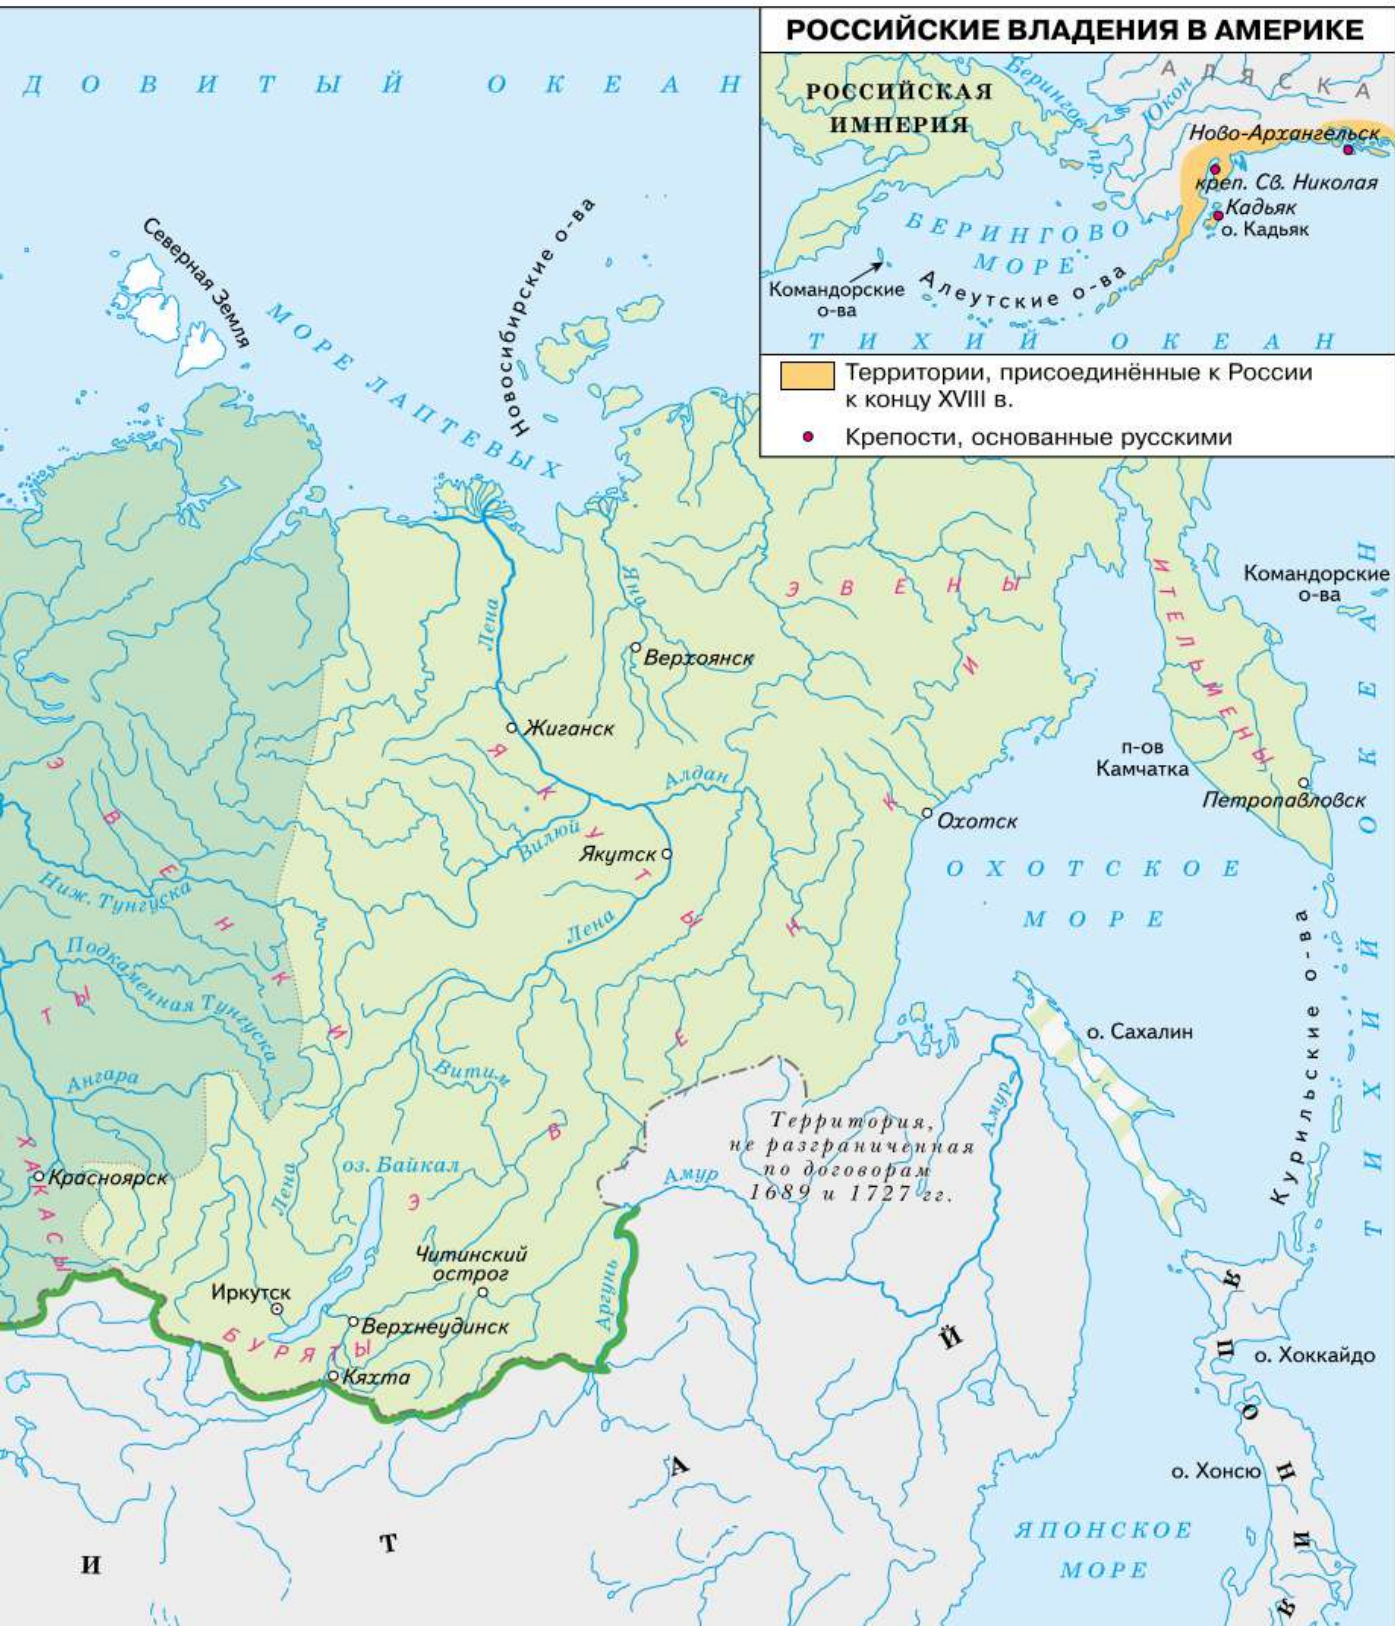 РОССИЙСКИЕ ВЛАДЕНИЯ В АМЕРИКЕ
РОССИЙСКАЯ
ИМПЕРИЯ
Берингов пр.
АЛЯСКА
Юкон
Ново-Архангельск
креп. Св. Николая
Кадьяк
о. Кадьяк
БЕРИНГОВО
МОРЕ
Командорские
о-ва
Алеутские о-ва
ТИХИЙ ОКЕАН
Территории, присоединённые к России
к концу XVIII в.
Крепости, основанные русскими
ДОВИТЫЙ ОКЕАН
Северная Земля
МОРЕ ЛАПТЕВЫХ
Новосибирские о-ва
ЭВЕНЫ
ИТЕЛЬМЕНЫ
Командорские
о-ва
Лена
Яна
Верхоянск
Жиганск
п-ов
Камчатка
Петропавловск
Алдан
Вилюй
Якутск
ЯКУТЫ
Охотск
ОХОТСКОЕ
МОРЕ
ЭВЕНКИ
Ниж. Тунгуска
Подкаменная Тунгуска
ТЫ
Лена
ЭВЕНКИ
Курильские о-ва
ТИХИЙ ОКЕАН
о. Сахалин
Ангара
Витим
Амур
Территория,
не разграниченная
по договорам
1689 и 1727 гг.
ХАКАСЫ
Красноярск
Лена
оз. Байкал
Амур
Читинский
острог
Аргунь
Иркутск
Верхнеудинск
БУРЯТЫ
Кяхта
о. Хоккайдо
о. Хонсю
ЯПОНСКОЕ
МОРЕ
КИТАЙ
ЯПОНИЯ